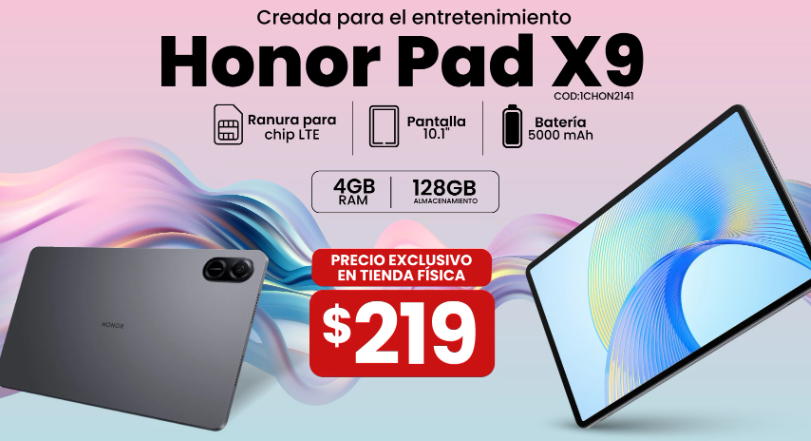 Creada para el entretenimiento
Honor Pad X9
COD:1CHON2141
Ranura para
chip LTE
Pantalla
10.1"
Batería
5000 mAh
4GB
RAM
128GB
ALMACENAMIENTO
PRECIO EXCLUSIVO
EN TIENDA FÍSICA
$219
HONOR